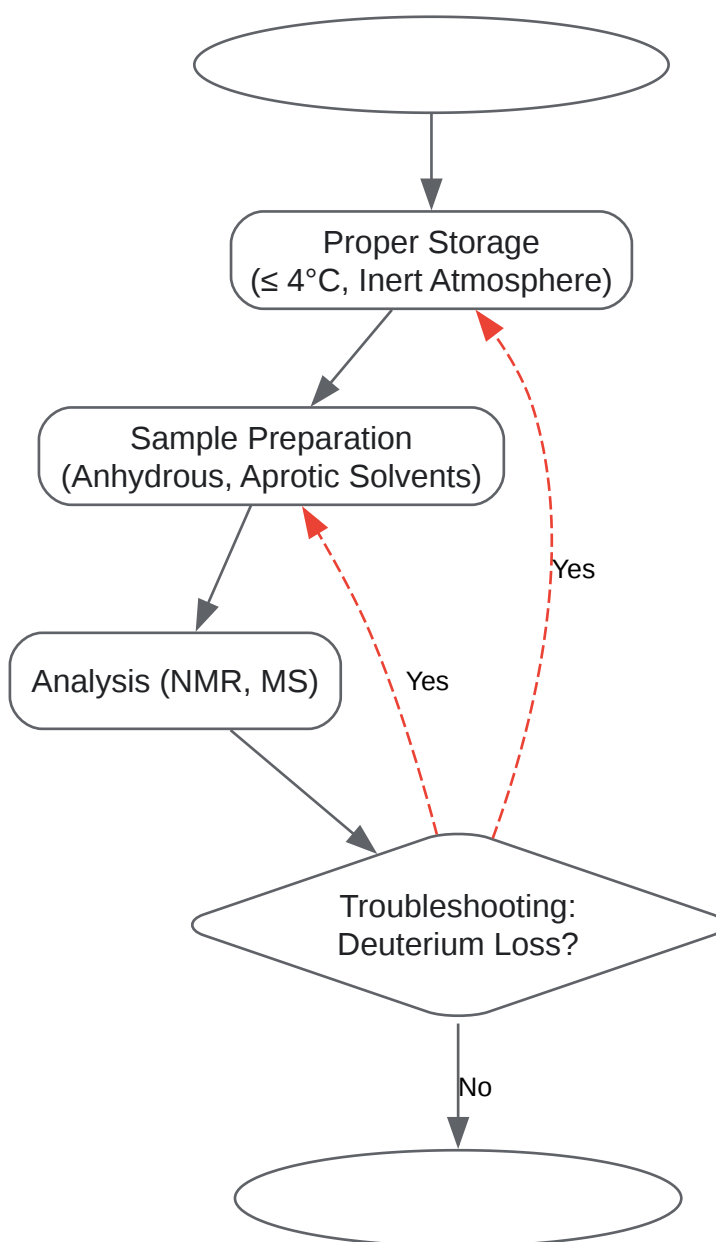 Proper Storage
(≤ 4°C, Inert Atmosphere)
Sample Preparation
(Anhydrous, Aprotic Solvents)
Yes
Analysis (NMR, MS)
Yes
Troubleshooting:
Deuterium Loss?
No